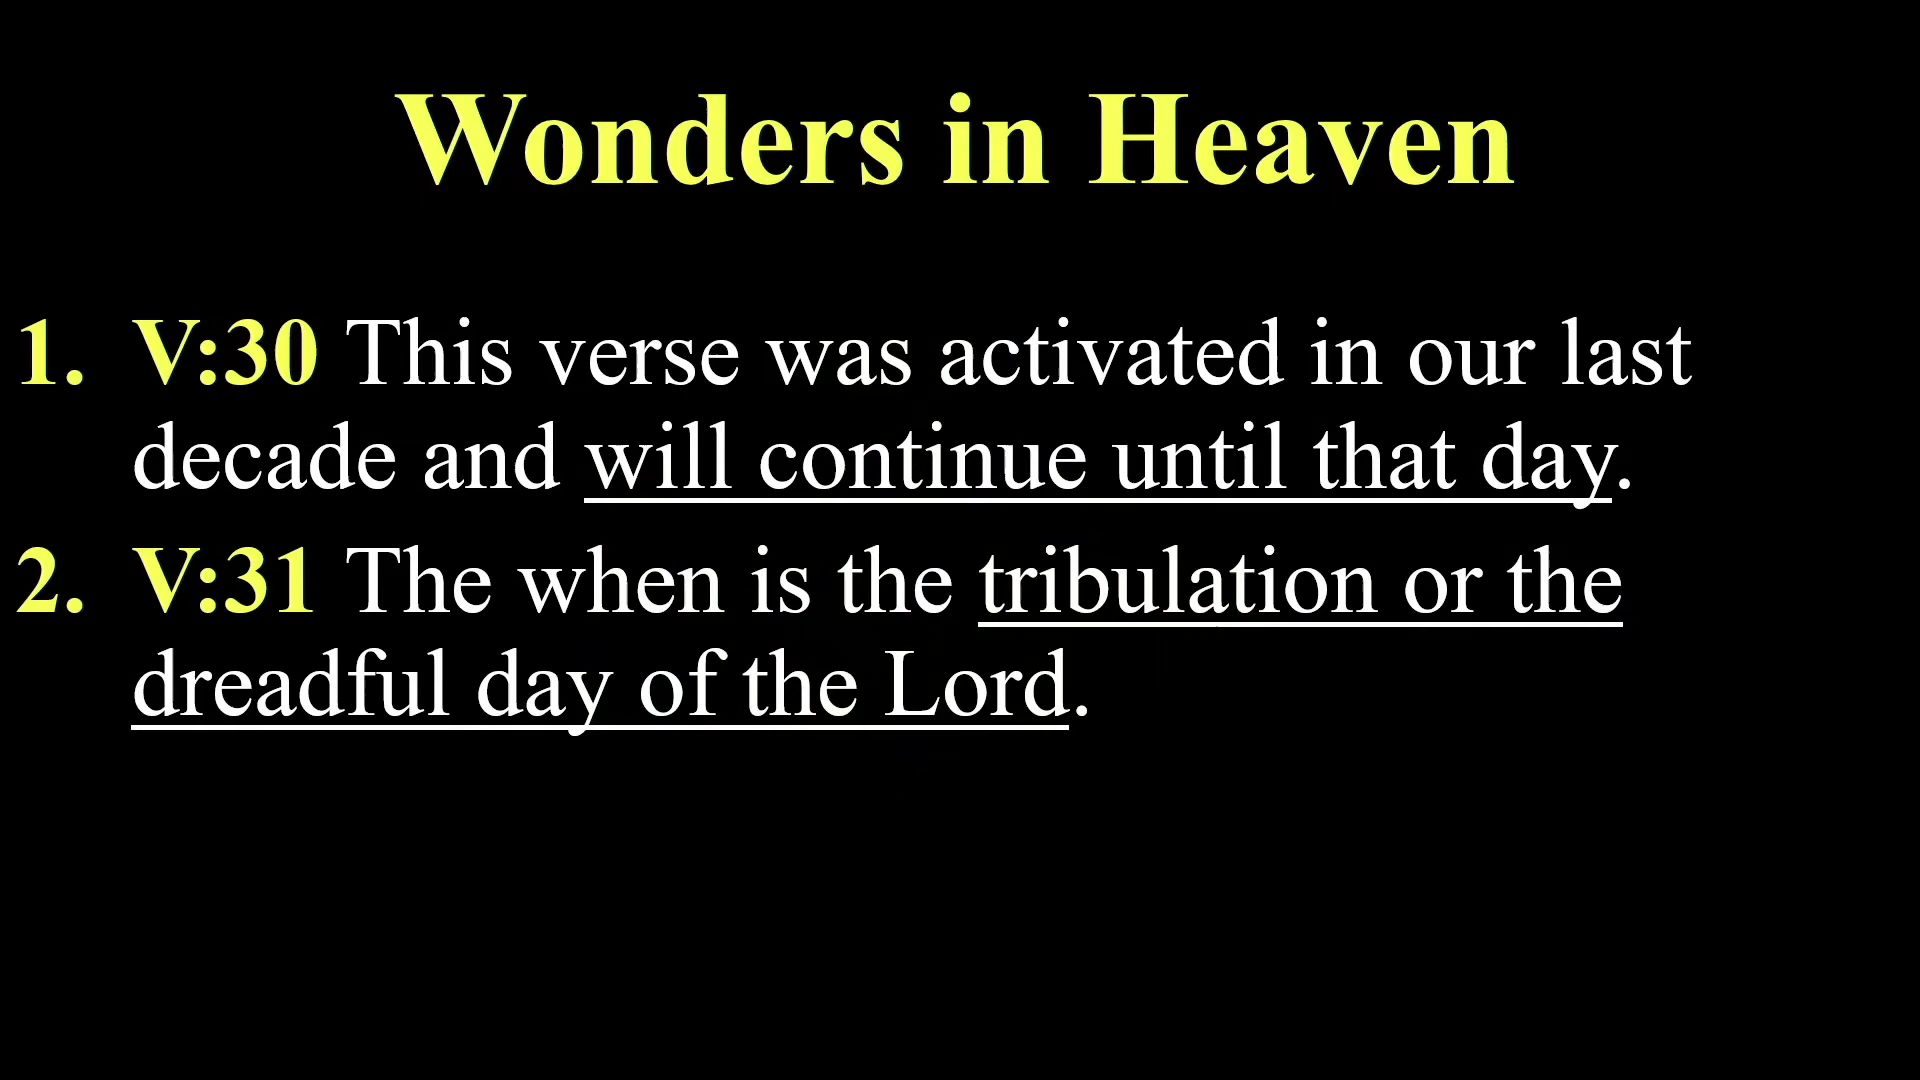 Wonders in Heaven
1. V:30 This verse was activated in our last
decade and will continue until that day.
2. V:31 The when is the tribulation or the
dreadful day of the Lord.